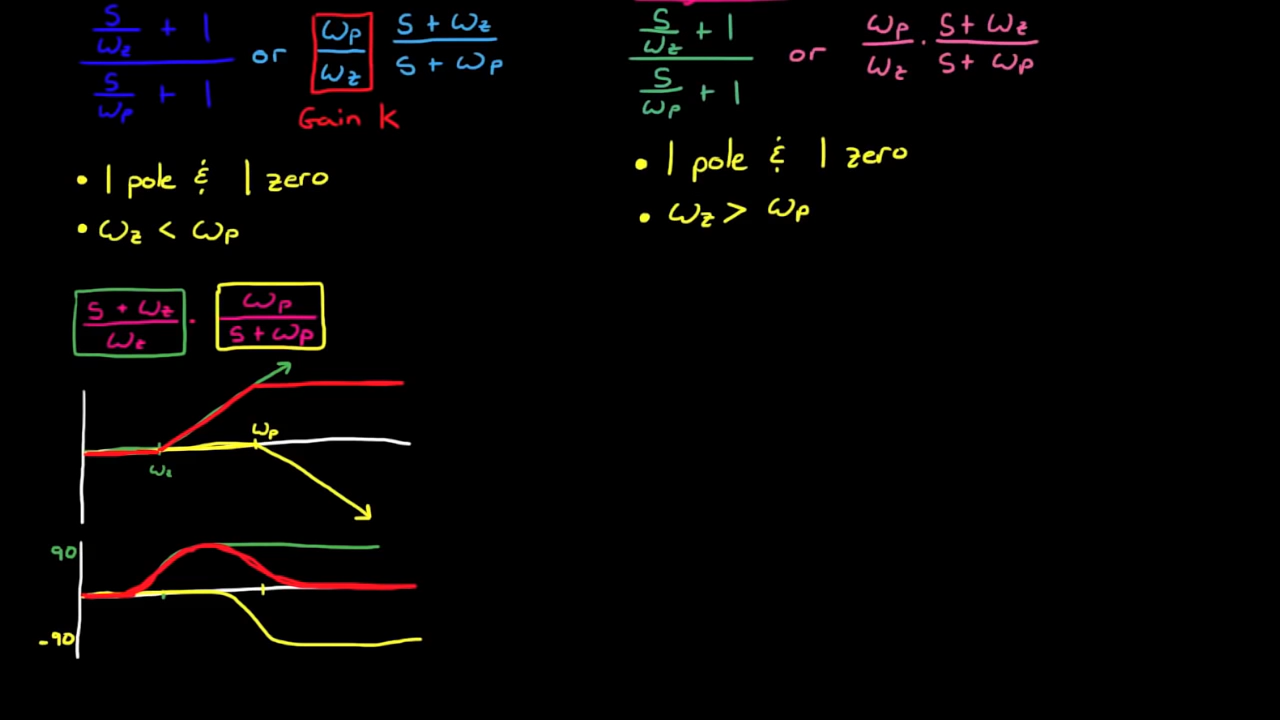 s/ωz + 1
s/ωp + 1
or ωp/ωz
s + ωz
s + ωp
Gain K
• 1 pole & 1 zero
• ωz < ωp
s + ωz / ωz · ωp / s + ωp
ωp
ωz
90
-90
s/ωz + 1
s/ωp + 1
or ωp/ωz · s + ωz / s + ωp
• 1 pole & 1 zero
• ωz > ωp